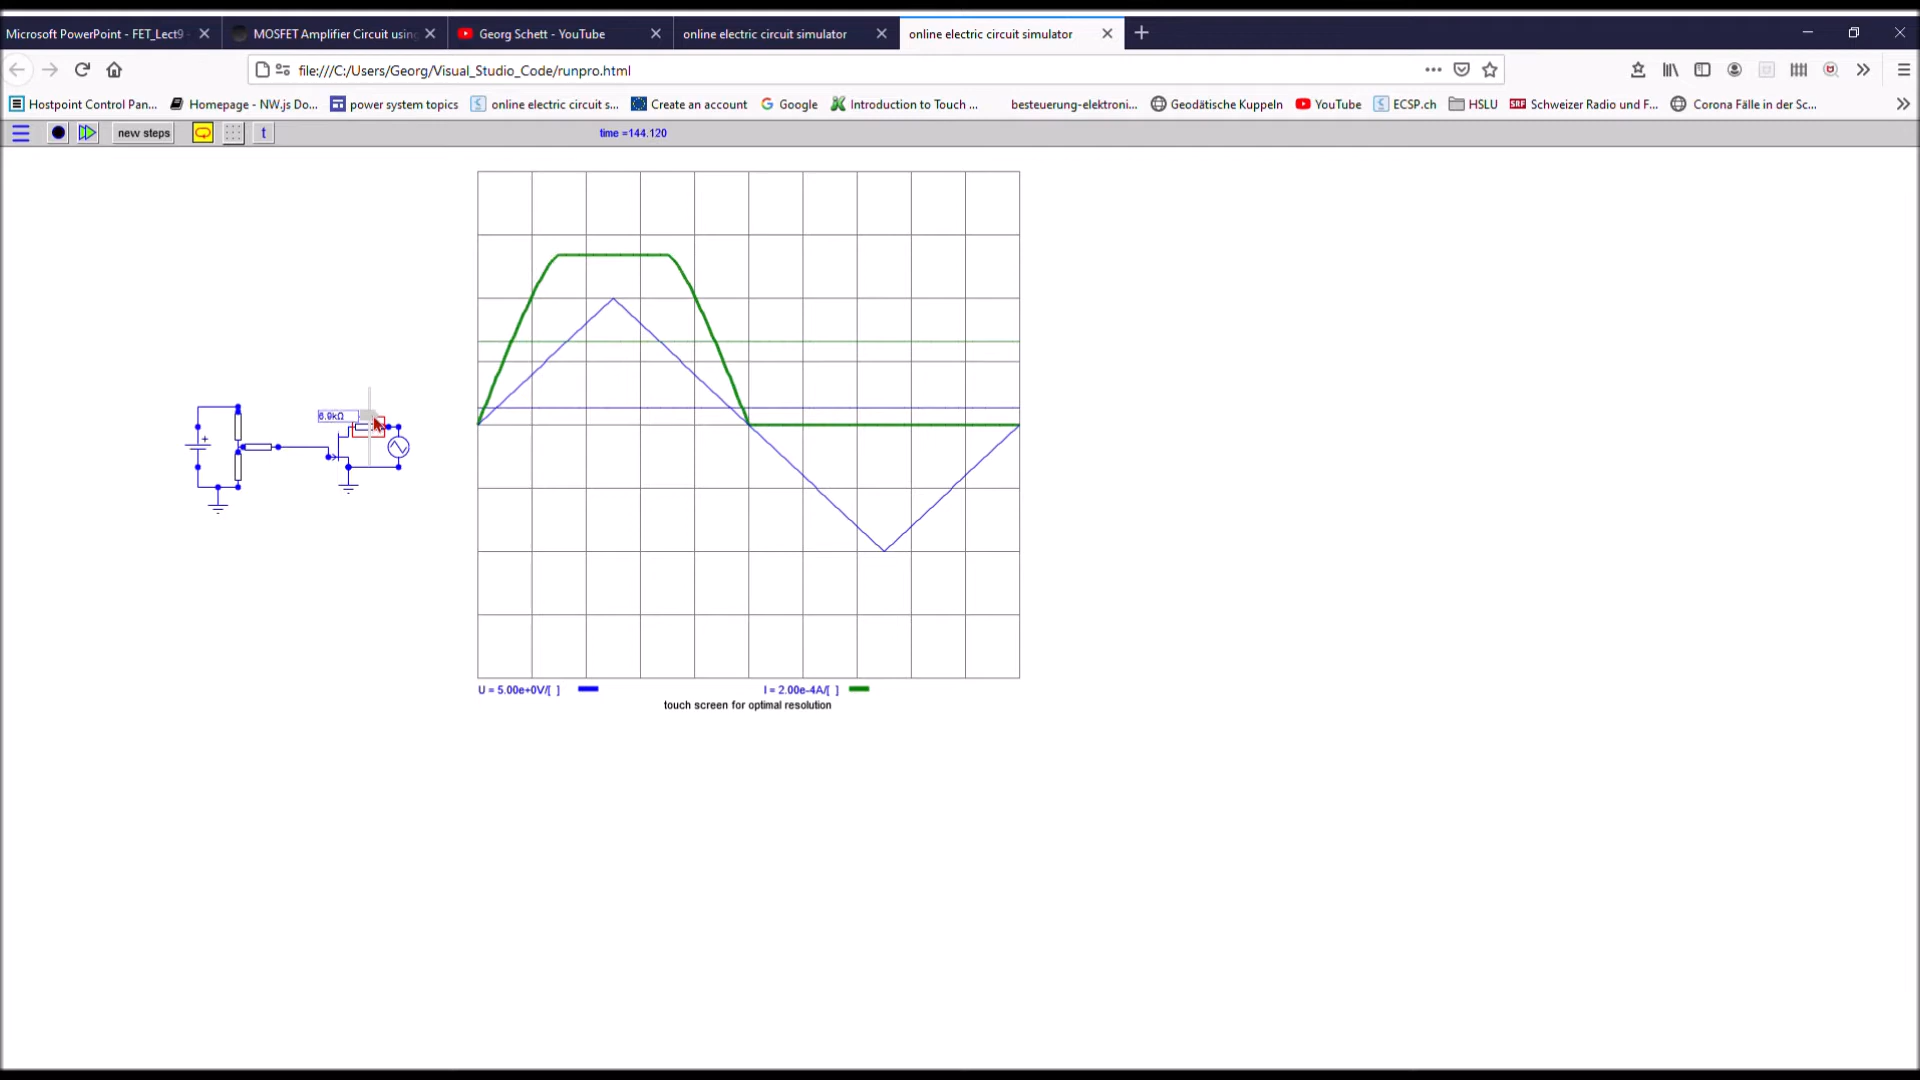 Microsoft PowerPoint - FET_Lect9 -
MOSFET Amplifier Circuit using
Georg Schett - YouTube
online electric circuit simulator
online electric circuit simulator
file:///C:/Users/Georg/Visual_Studio_Code/runpro.html
Hostpoint Control Pan...
Homepage - NW.js Do...
power system topics
online electric circuit s...
Create an account
Google
Introduction to Touch ...
besteuerung-elektroni...
Geodätische Kuppeln
YouTube
ECSP.ch
HSLU
SRF
Schweizer Radio und F...
Corona Fälle in der Sc...
new steps
t
time =144.120
6.9kΩ
U = 5.00e+0V/[ ]
I = 2.00e-4A/[ ]
touch screen for optimal resolution